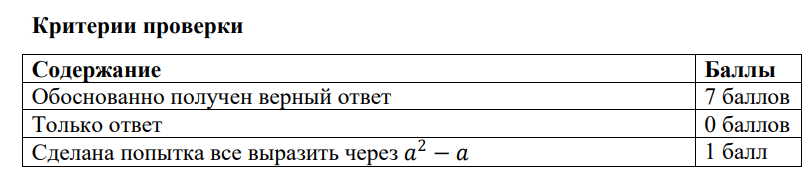 Критерии проверки
Содержание Баллы
Обоснованно получен верный ответ 7 баллов
Только ответ 0 баллов
Сделана попытка все выразить через 𝑎² − 𝑎 1 балл